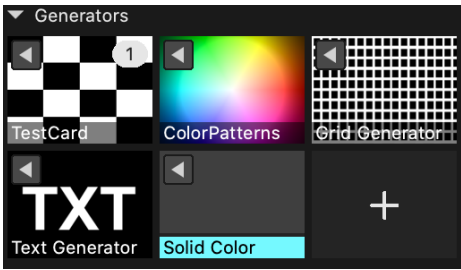 Generators
1
TestCard
ColorPatterns
Grid Generator
TXT
Text Generator
Solid Color